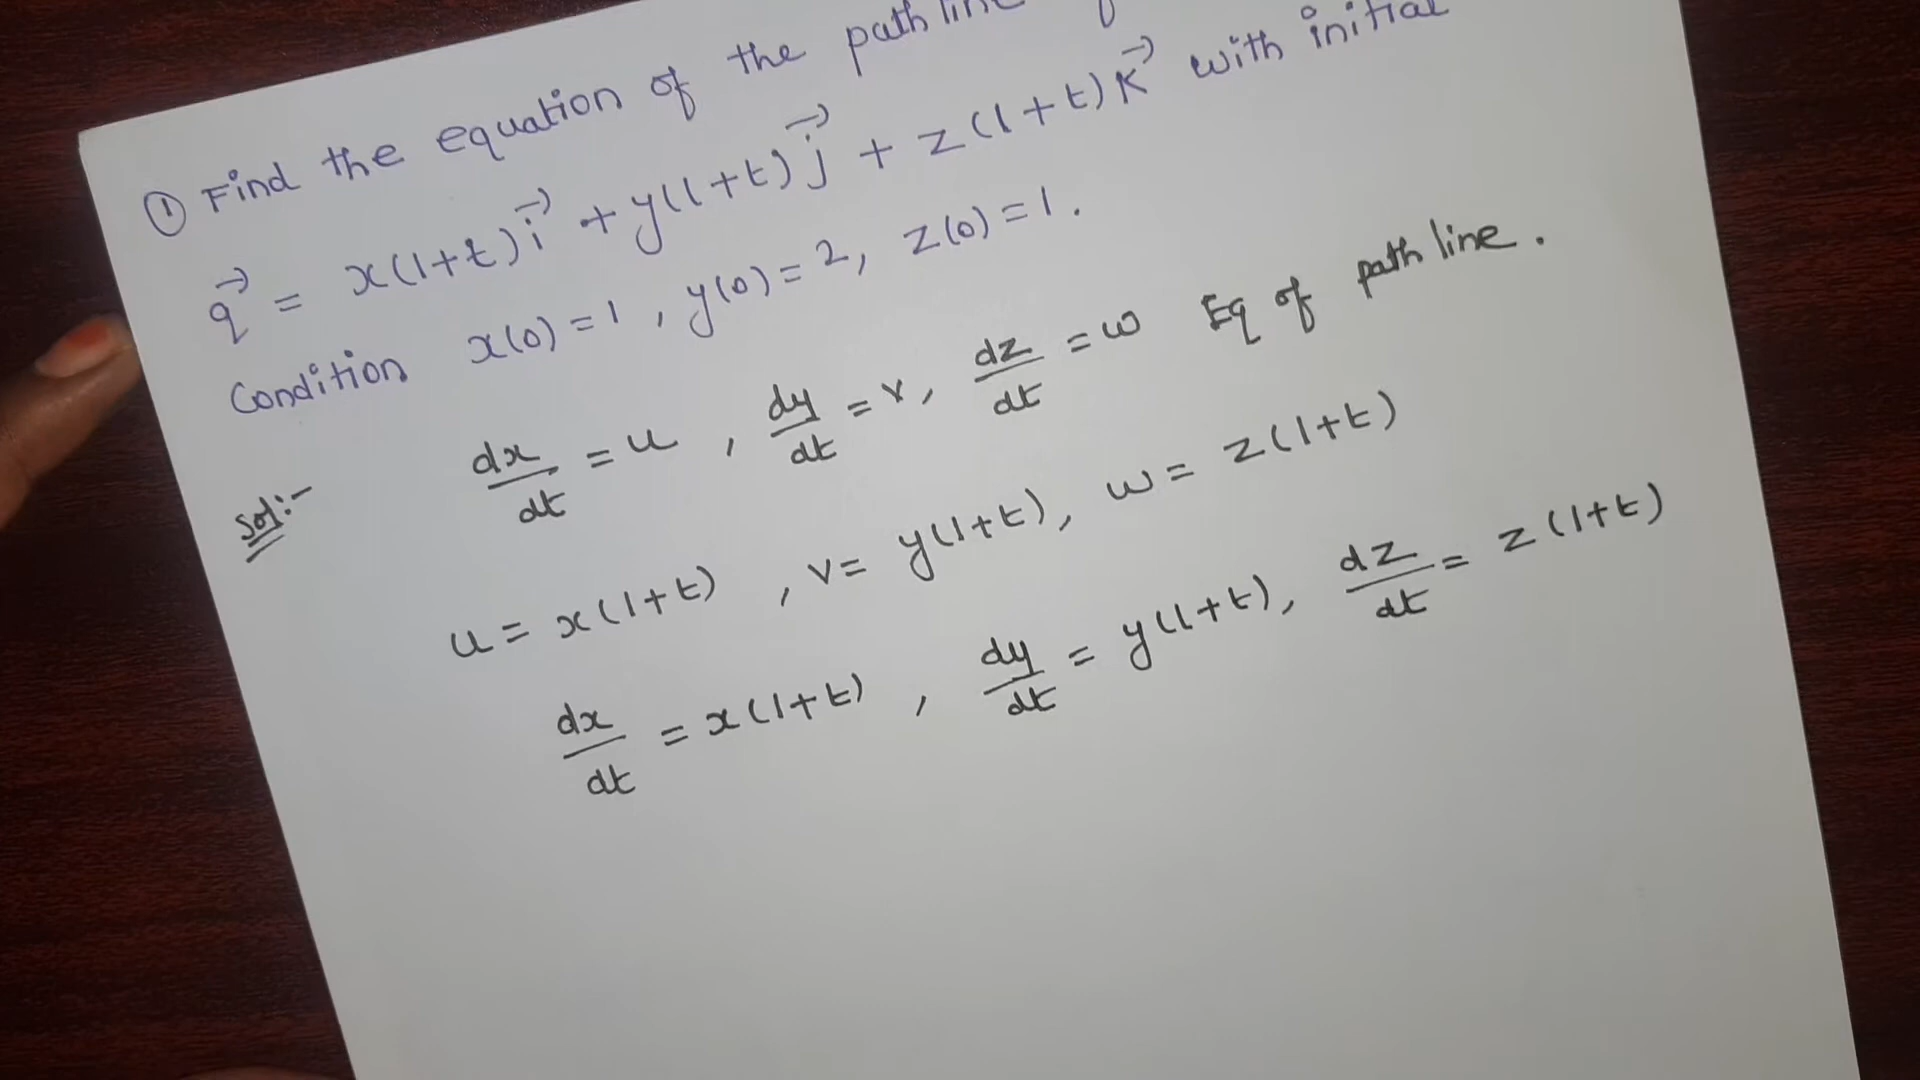 ① Find the equation of the path line
q⃗ = x(1+t)i⃗ + y(1+t)j⃗ + z(1+t)k⃗ with initial
Condition x(0)=1, y(0)=2, z(0)=1.
Sol:- dx/dt = u, dy/dt = v, dz/dt = w Eq of path line.
u = x(1+t), v = y(1+t), w = z(1+t)
dx/dt = x(1+t), dy/dt = y(1+t), dz/dt = z(1+t)